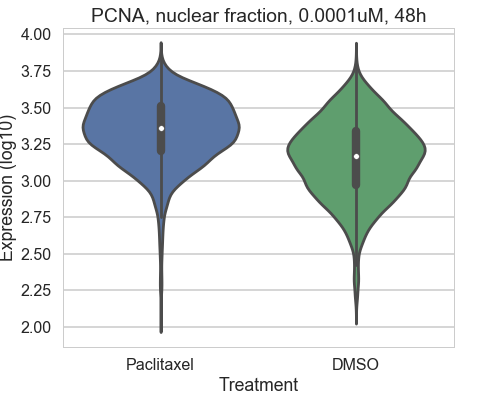 PCNA, nuclear fraction, 0.0001uM, 48h
4.00
3.75
3.50
3.25
3.00
2.75
2.50
2.25
2.00
Expression (log10)
Paclitaxel
DMSO
Treatment